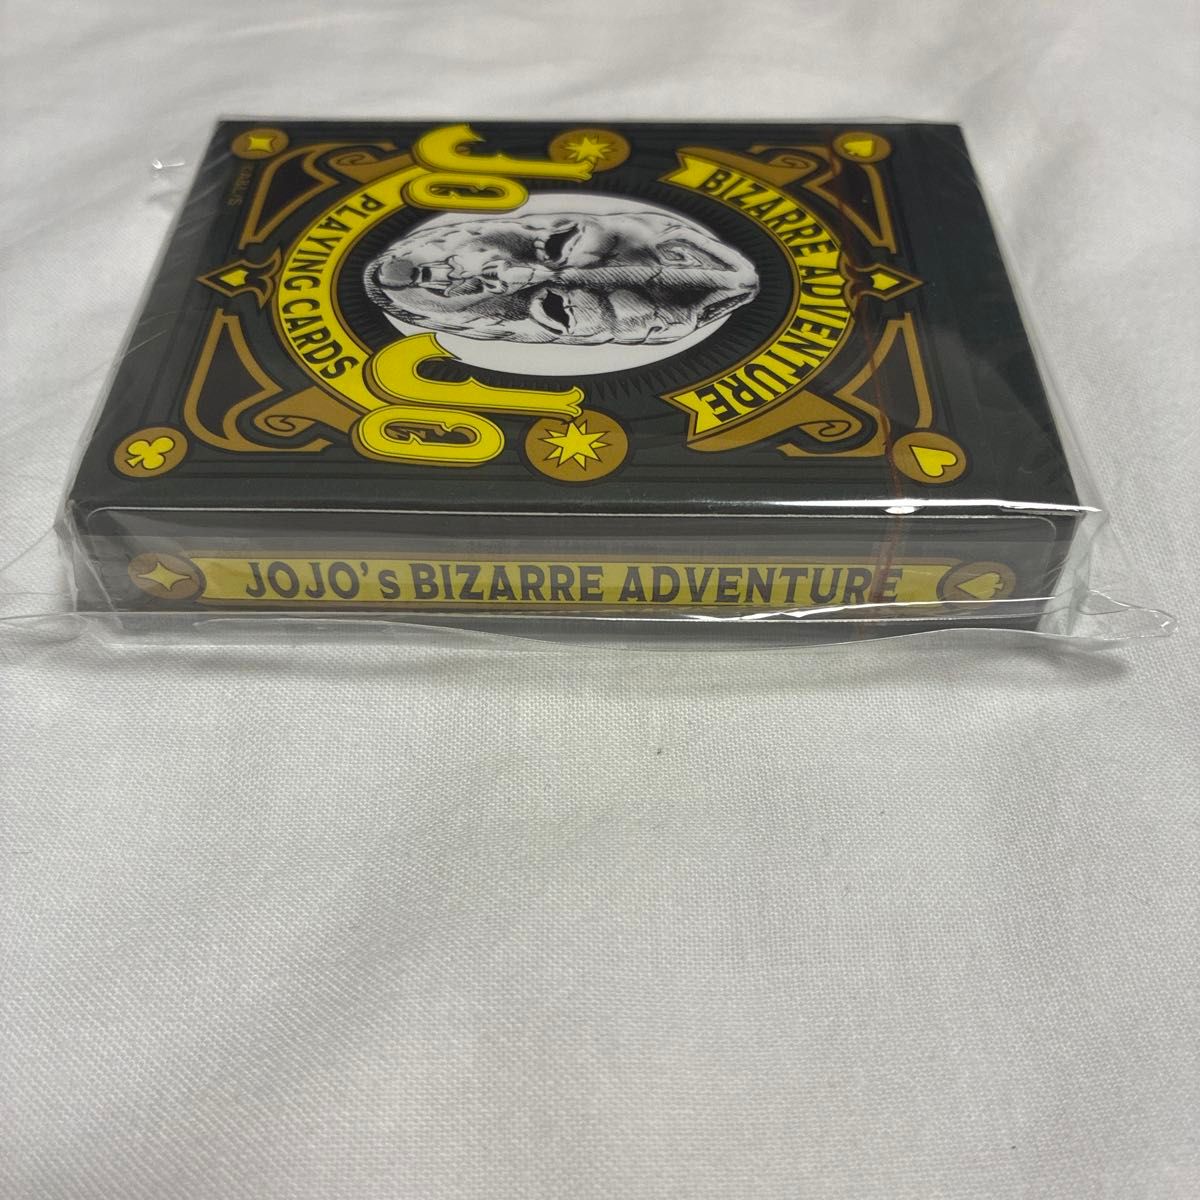 JOJO
PLAYING CARDS
BIZARRE ADVENTURE
JOJO's BIZARRE ADVENTURE